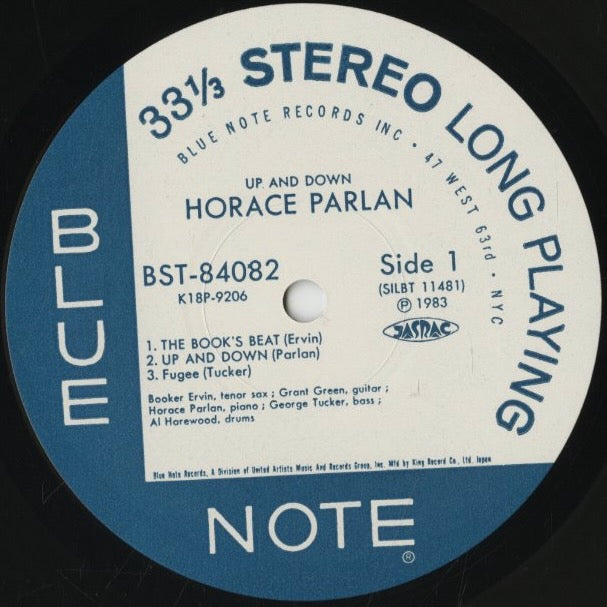 33 1/3 STEREO LONG PLAYING
BLUE NOTE RECORDS INC • 47 WEST 63rd • NYC
UP AND DOWN
HORACE PARLAN
BST-84082
K18P-9206
Side 1
(SILBT 11481)
Ⓟ 1983
JASRAC
1. THE BOOK'S BEAT (Ervin)
2. UP AND DOWN (Parlan)
3. Fugee (Tucker)
Booker Ervin, tenor sax ; Grant Green, guitar ;
Horace Parlan, piano ; George Tucker, bass ;
Al Harewood, drums
Blue Note Records, A Division of United Artists Music And Records Group, Inc. Mfd by King Record Co., Ltd. Japan
BLUE
NOTE®